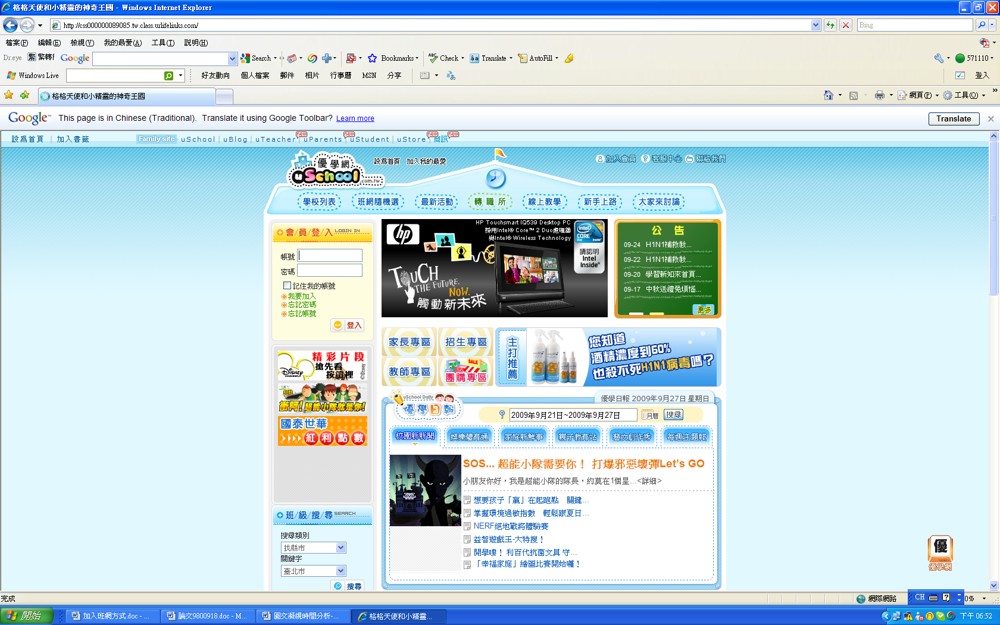 格格天使和小精靈的神奇王國 - Windows Internet Explorer
http://css000000089085.tw.class.urlifelinks.com/
Bing
檔案(F) 編輯(E) 檢視(V) 我的最愛(A) 工具(T) 說明(H)
Dr.eye 繁 繁轉 Google Search Bookmarks Check Translate AutoFill 571110
Windows Live 好友動向 個人檔案 郵件 相片 行事曆 MSN 分享 登入
格格天使和小精靈的神奇王國 網頁(P) 工具(O)
Google This page is in Chinese (Traditional). Translate it using Google Toolbar? Learn more Translate
設為首頁 | 加入書籤 Family site uSchool | uBlog | uTeacher new | uParents new | uStudent | uStore new | 簡訊 new
優學網 uSchool.com.tw 設為首頁 加入我的最愛 加入會員 客服中心 聯絡我們
學校列表 班網隨機選 最新活動 轉職所 線上教學 新手上路 大家來討論
會/員/登/入 LOGIN IN
帳號
密碼
記住我的帳號
我要加入
忘記密碼
忘記帳號
登入
hp
HP Touchsmart IQ539 Desktop PC
採用Intel® Core™ 2 Duo處理器
與Intel® Wireless Technology
intel CORE 2 Duo inside
請認明
Intel
Inside®
TOUCH
THE FUTURE.
NOW.
觸動新未來
公 告
09-24 H1N1補救教...
09-22 H1N1補救教...
09-20 學習新知來首頁...
09-17 中秋送禮免煩惱...
更多
DISNEY CHANNEL
精彩片段
搶先看
按這裡
©Disney
超能
衝阿!超能小隊就是你!
國泰世華
紅利點數
家長專區 招生專區
教師專區 SALE 團購專區
主打推薦
您知道
酒精濃度到60%
也殺不死H1N1病毒嗎?
uSchool Daily
優學日報
優學日報 2009年9月27日 星期日
2009年9月21日~2009年9月27日 月曆 搜尋
校園新新聞 娛樂體育通 家庭新鮮事 親子教育站 藝文創作秀 每週主題報
SOS... 超能小隊需要你！ 打爆邪惡壞彈Let's GO
小朋友你好，我是超能小隊的隊長，約莫在1個星...<詳細>
想要孩子「贏」在起跑點 關鍵...
掌握環境過敏指數 輕鬆跟夏日...
NERF絕地戰將體驗賽
益智遊戲王-大特搜！
開學嘍！ 利百代抗菌文具 守...
「幸福家庭」繪圖比賽開始囉！
班/級/搜/尋 SEARCH
搜尋類別
找縣市
關鍵字
臺北市
搜尋
優
優學網
完成 網際網路 CH 0%
開始 加入班網方式.doc - ... 論文9800918.doc - M... 圖文凝視時間分析-... 格格天使和小精靈... 下午 06:52